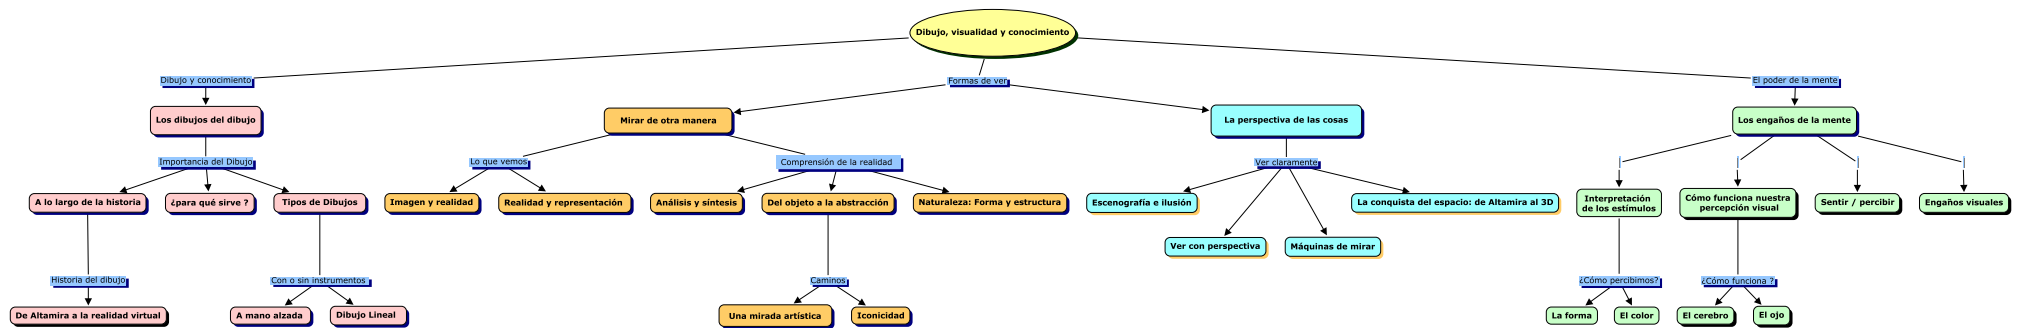 Dibujo, visualidad y conocimiento
Dibujo y conocimiento
Formas de ver
El poder de la mente
Los dibujos del dibujo
Mirar de otra manera
La perspectiva de las cosas
Los engaños de la mente
Importancia del Dibujo
Lo que vemos
Comprensión de la realidad
Ver claramente
A lo largo de la historia
¿para qué sirve ?
Tipos de Dibujos
Imagen y realidad
Realidad y representación
Análisis y síntesis
Del objeto a la abstracción
Naturaleza: Forma y estructura
Escenografía e ilusión
La conquista del espacio: de Altamira al 3D
Interpretación
de los estímulos
Cómo funciona nuestra
percepción visual
Sentir / percibir
Engaños visuales
Ver con perspectiva
Máquinas de mirar
Historia del dibujo
Con o sin instrumentos
Caminos
¿Cómo percibimos?
¿Cómo funciona ?
De Altamira a la realidad virtual
A mano alzada
Dibujo Lineal
Una mirada artística
Iconicidad
La forma
El color
El cerebro
El ojo